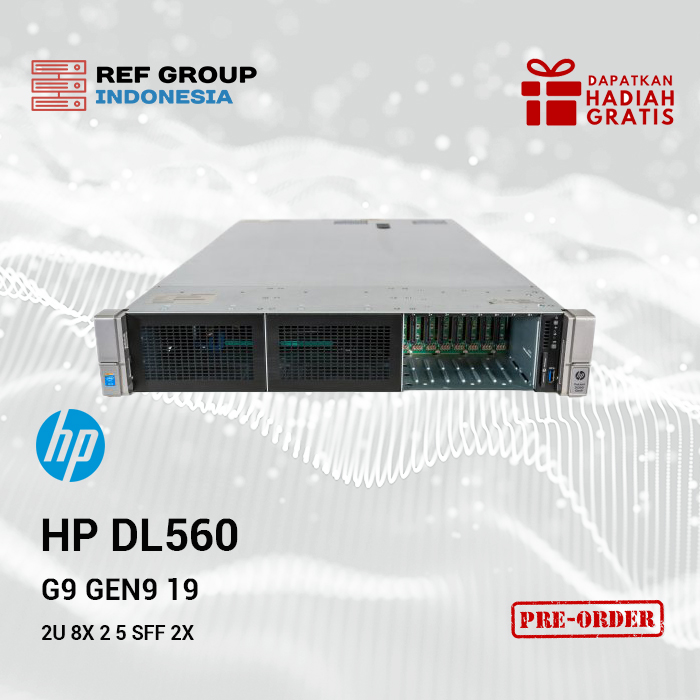 REF GROUP
INDONESIA
DAPATKAN
HADIAH
GRATIS
hp
HP DL560
G9 GEN9 19
2U 8X 2 5 SFF 2X
PRE-ORDER